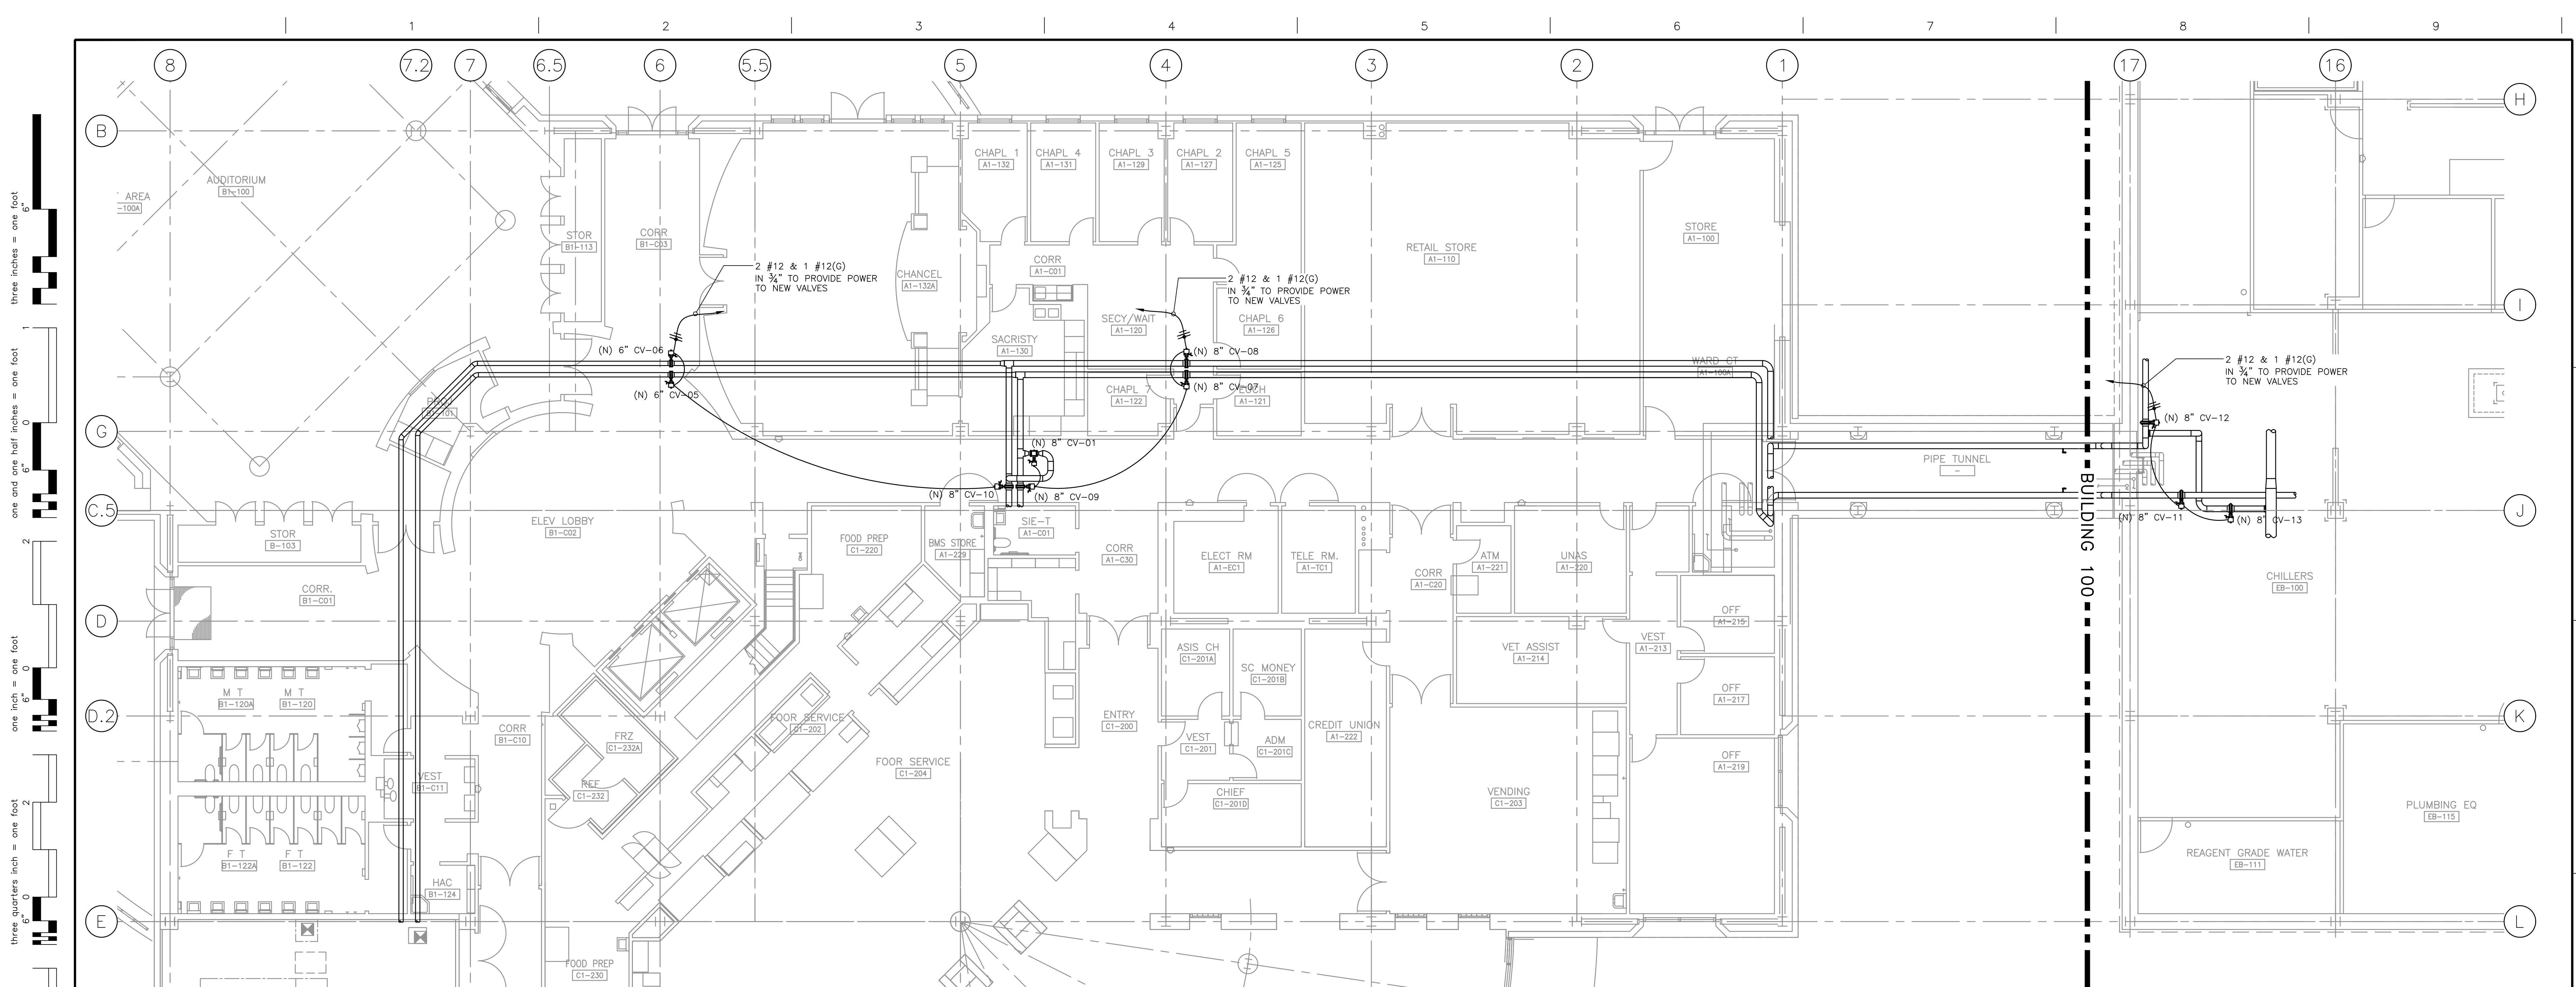 1 2 3 4 5 6 7 8 9
8 7.2 7 6.5 6 5.5 5 4 3 2 1 17 16
three inches = one foot
6"
one and one half inches = one foot
1
0
6"
one inch = one foot
2
0
6"
three quarters inch = one foot
2
0
6"
B
G
C.5
D
D.2
E
H
I
J
K
L
AREA
-100A
AUDITORIUM
B1-100
STOR
B1-113
CORR
B1-C03
2 #12 & 1 #12(G)
IN ¾" TO PROVIDE POWER
TO NEW VALVES
CHANCEL
A1-132A
CHAPL 1
A1-132
CHAPL 4
A1-131
CHAPL 3
A1-129
CHAPL 2
A1-127
CHAPL 5
A1-125
CORR
A1-C01
SECY/WAIT
A1-120
2 #12 & 1 #12(G)
IN ¾" TO PROVIDE POWER
TO NEW VALVES
CHAPL 6
A1-126
RETAIL STORE
A1-110
STORE
A1-100
SACRISTY
A1-130
(N) 6" CV-06
(N) 6" CV-05
(N) 8" CV-08
(N) 8" CV-07
CHAPL 7
A1-122
A1-121
WARD CT
A1-100A
2 #12 & 1 #12(G)
IN ¾" TO PROVIDE POWER
TO NEW VALVES
(N) 8" CV-12
B1-101
(N) 8" CV-01
(N) 8" CV-10
(N) 8" CV-09
PIPE TUNNEL
-
BUILDING 100
(N) 8" CV-11
(N) 8" CV-13
STOR
B-103
ELEV LOBBY
B1-C02
FOOD PREP
C1-220
BMS STORE
A1-229
SIE-T
A1-C01
CORR
A1-C30
ELECT RM
A1-EC1
TELE RM.
A1-TC1
CORR
A1-C20
ATM
A1-221
UNAS
A1-220
CHILLERS
EB-100
CORR.
B1-C01
OFF
A1-215
VEST
A1-213
VET ASSIST
A1-214
ASIS CH
C1-201A
SC MONEY
C1-201B
M T
B1-120A
M T
B1-120
OFF
A1-217
CORR
B1-C10
FRZ
C1-232A
FOOR SERVICE
C1-202
ENTRY
C1-200
VEST
C1-201
ADM
C1-201C
CREDIT UNION
A1-222
OFF
A1-219
VEST
B1-C11
REF
C1-232
FOOR SERVICE
C1-204
CHIEF
C1-201D
VENDING
C1-203
PLUMBING EQ
EB-115
F T
B1-122A
F T
B1-122
REAGENT GRADE WATER
EB-111
HAC
B1-124
FOOD PREP
C1-230